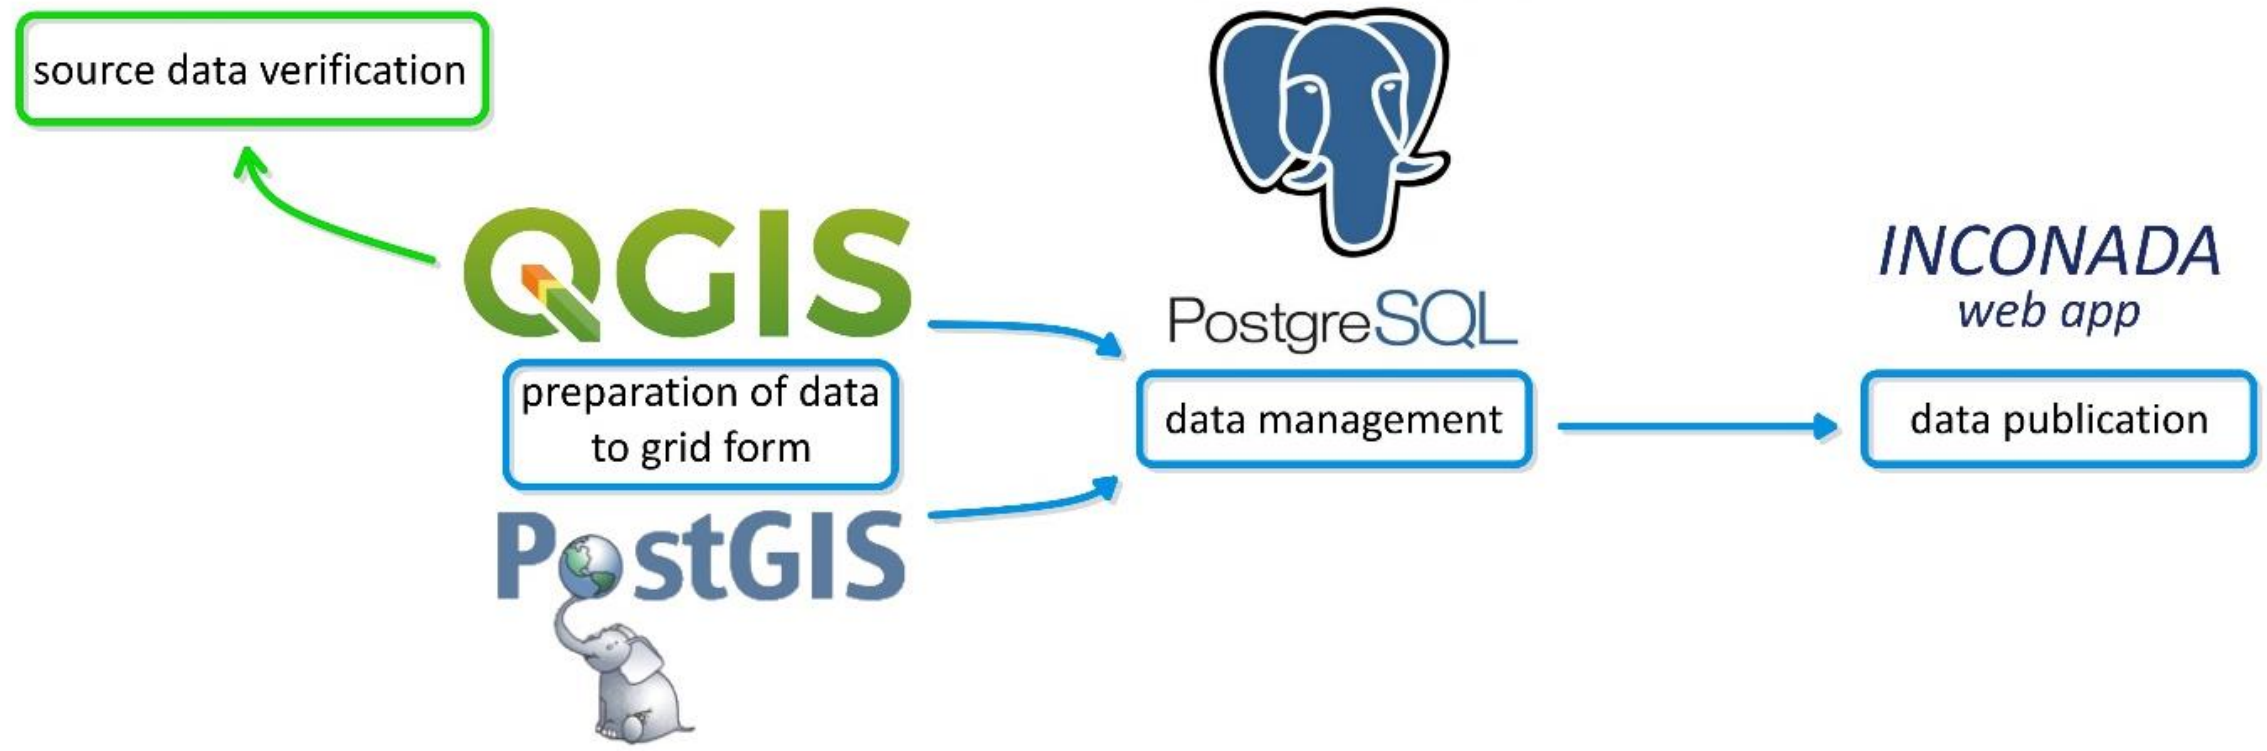 source data verification
QGIS
preparation of data
to grid form
PostGIS
PostgreSQL
data management
INCONADA
web app
data publication